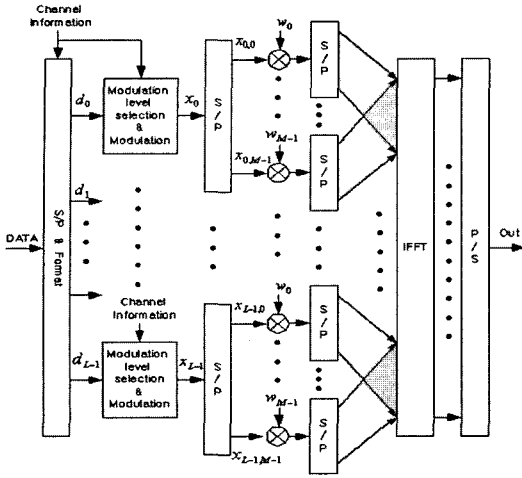 Channel
Information
d0
Modulation
level
selection
&
Modulation
x0
S
/
P
x0,0
w0
S
/
P
x0,M-1
wM-1
S
/
P
d1
DATA
S/P & Format
IFFT
P
/
S
Out
Channel
Information
dL-1
Modulation
level
selection
&
Modulation
xL-1
S
/
P
xL-1,0
w0
S
/
P
wM-1
xL-1,M-1
S
/
P